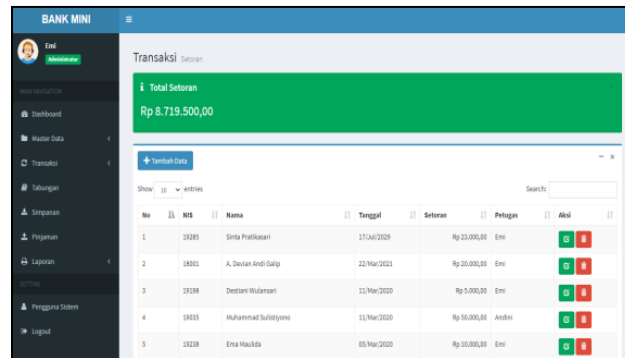 BANK MINI
Emi
Administrator
MAIN NAVIGATION
Dashboard
Master Data
Transaksi
Tabungan
Simpanan
Pinjaman
Laporan
SETTING
Pengguna Sistem
Logout
Transaksi Setoran
Total Setoran
Rp 8.719.500,00
Tambah Data
Show 10 entries
Search:
No NIS Nama Tanggal Setoran Petugas Aksi
1 19285 Sinta Pratikasari 17/Jul/2029 Rp 23.000,00 Emi
2 16001 A. Devian Andi Galip 22/Mar/2021 Rp 20.000,00 Emi
3 19198 Destiani Wulansari 11/Mar/2020 Rp 5.000,00 Emi
4 19035 Muhammad Sulistiyono 11/Mar/2020 Rp 50.000,00 Andini
5 19238 Erna Maulida 05/Mar/2020 Rp 10.000,00 Emi